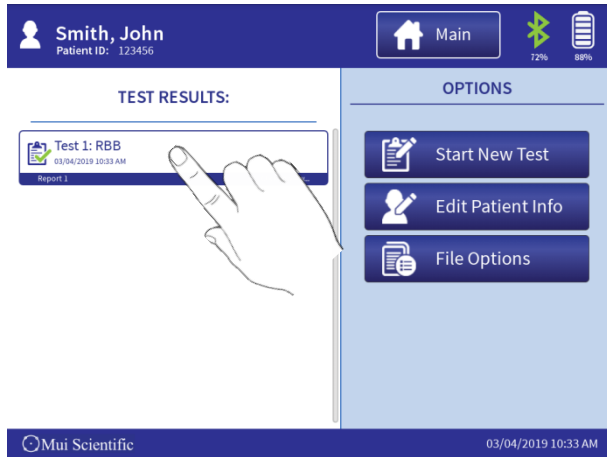 Smith, John
Patient ID: 123456
Main
72%
88%
TEST RESULTS:
Test 1: RBB
03/04/2019 10:33 AM
Report 1
OPTIONS
Start New Test
Edit Patient Info
File Options
Mui Scientific
03/04/2019 10:33 AM